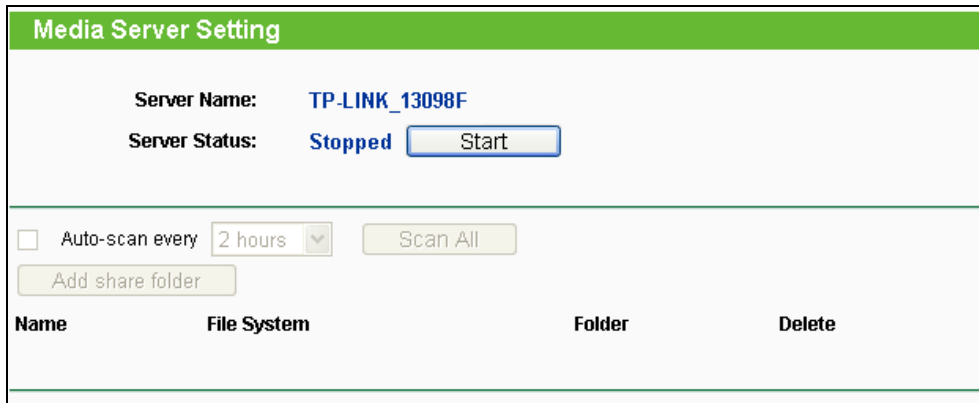 Media Server Setting
Server Name: TP-LINK_13098F
Server Status: Stopped Start
Auto-scan every 2 hours Scan All
Add share folder
Name File System Folder Delete